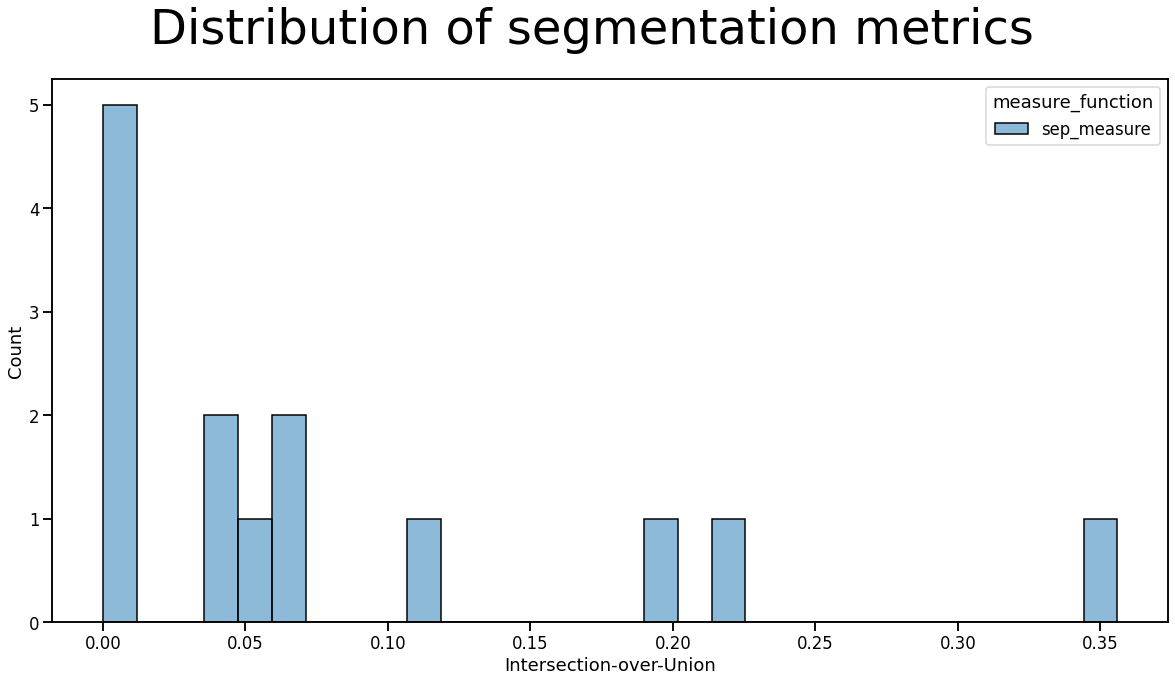 Distribution of segmentation metrics
measure_function
sep_measure
5
4
3
2
1
0
Count
0.00 0.05 0.10 0.15 0.20 0.25 0.30 0.35
Intersection-over-Union